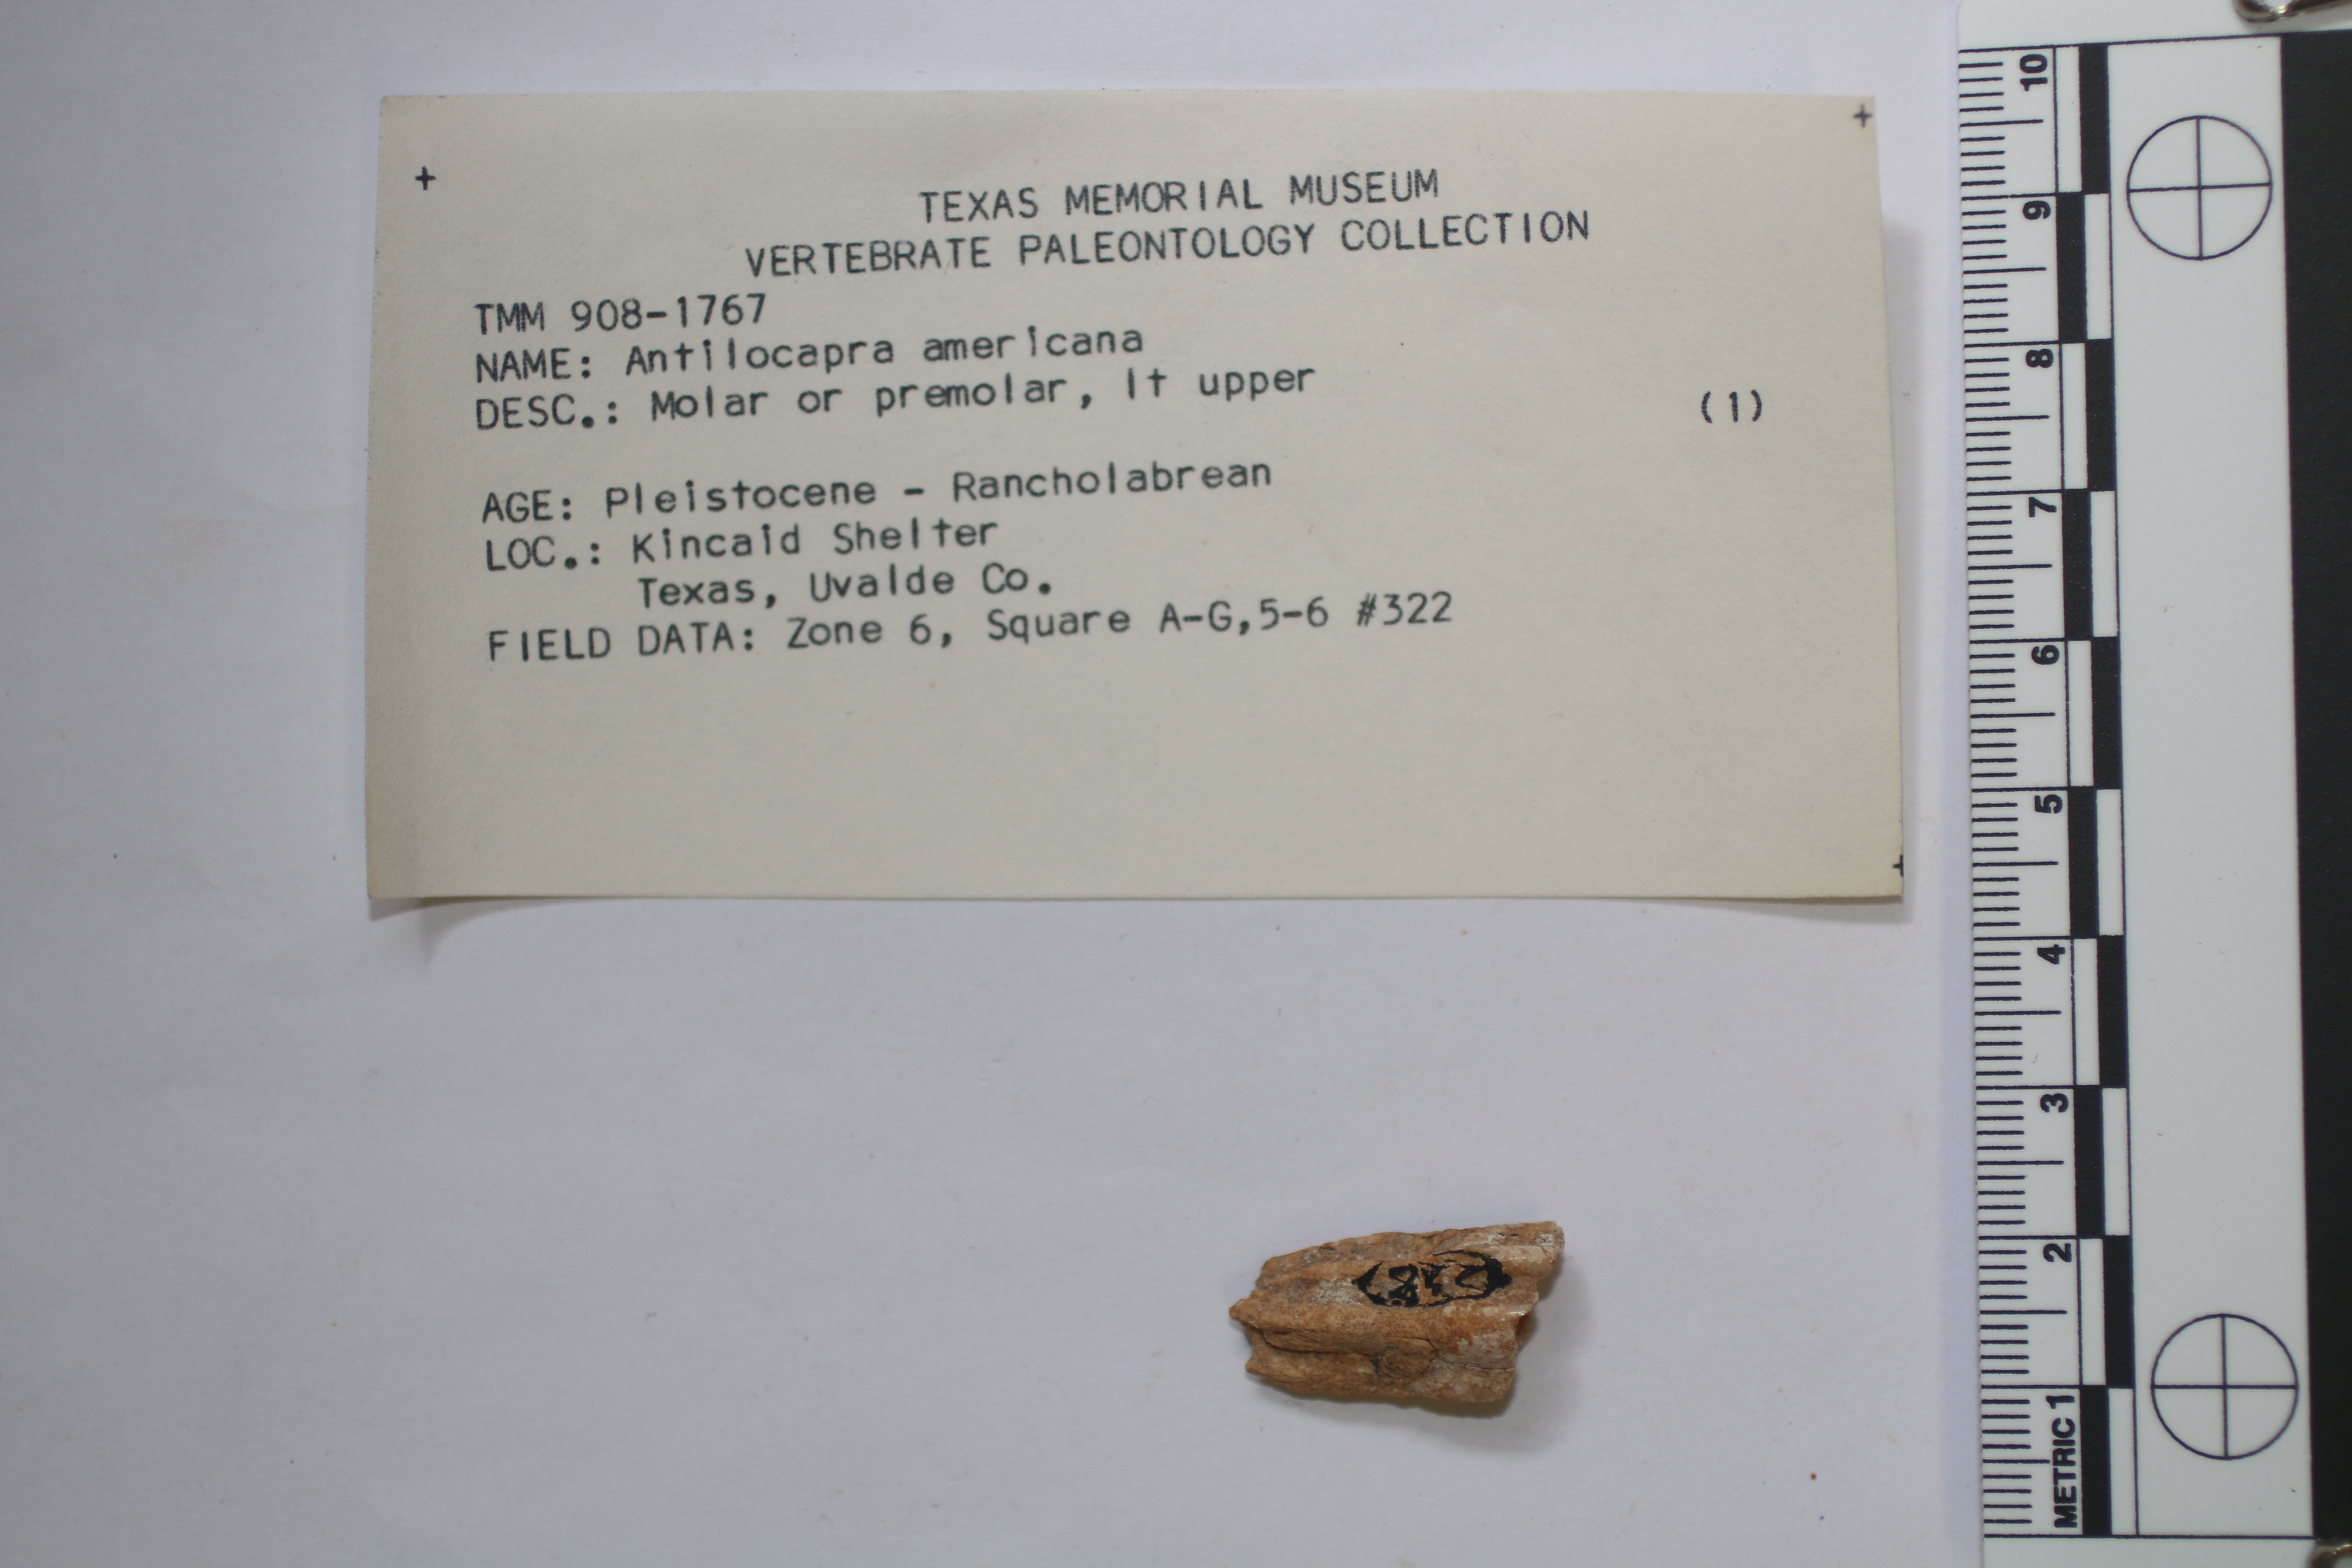 TEXAS MEMORIAL MUSEUM
VERTEBRATE PALEONTOLOGY COLLECTION
TMM 908-1767
NAME: Antilocapra americana
DESC.: Molar or premolar, lt upper (1)
AGE: Pleistocene - Rancholabrean
LOC.: Kincaid Shelter
Texas, Uvalde Co.
FIELD DATA: Zone 6, Square A-G,5-6 #322
10
9
8
7
6
5
4
3
2
METRIC 1